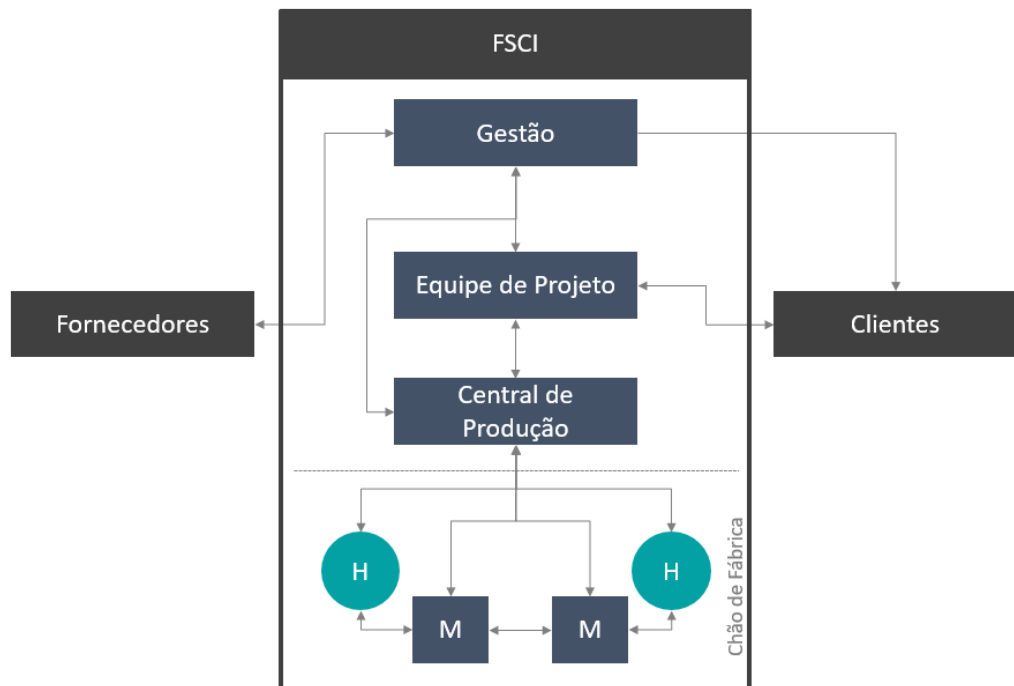 FSCI
Gestão
Equipe de Projeto
Fornecedores
Clientes
Central de
Produção
Chão de Fábrica
H
H
M
M